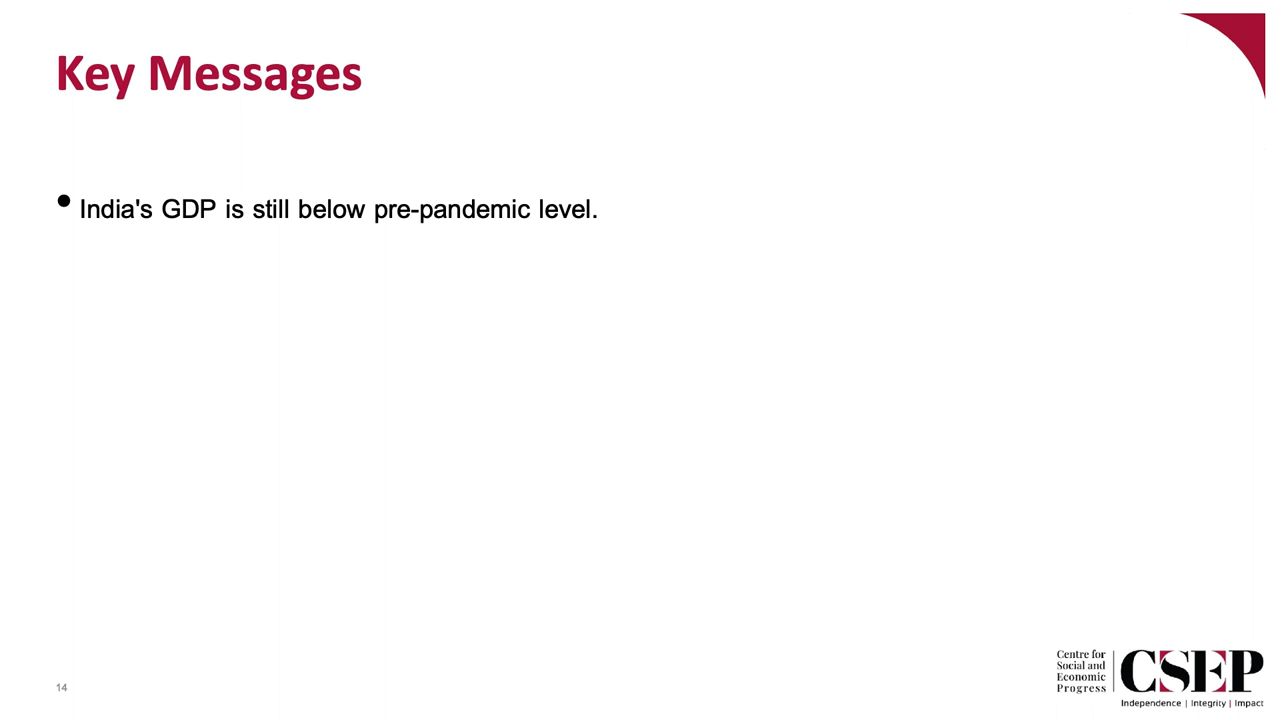 Key Messages
• India's GDP is still below pre-pandemic level.
Centre for
Social and
Economic
Progress
CSEP
Independence | Integrity | Impact
14